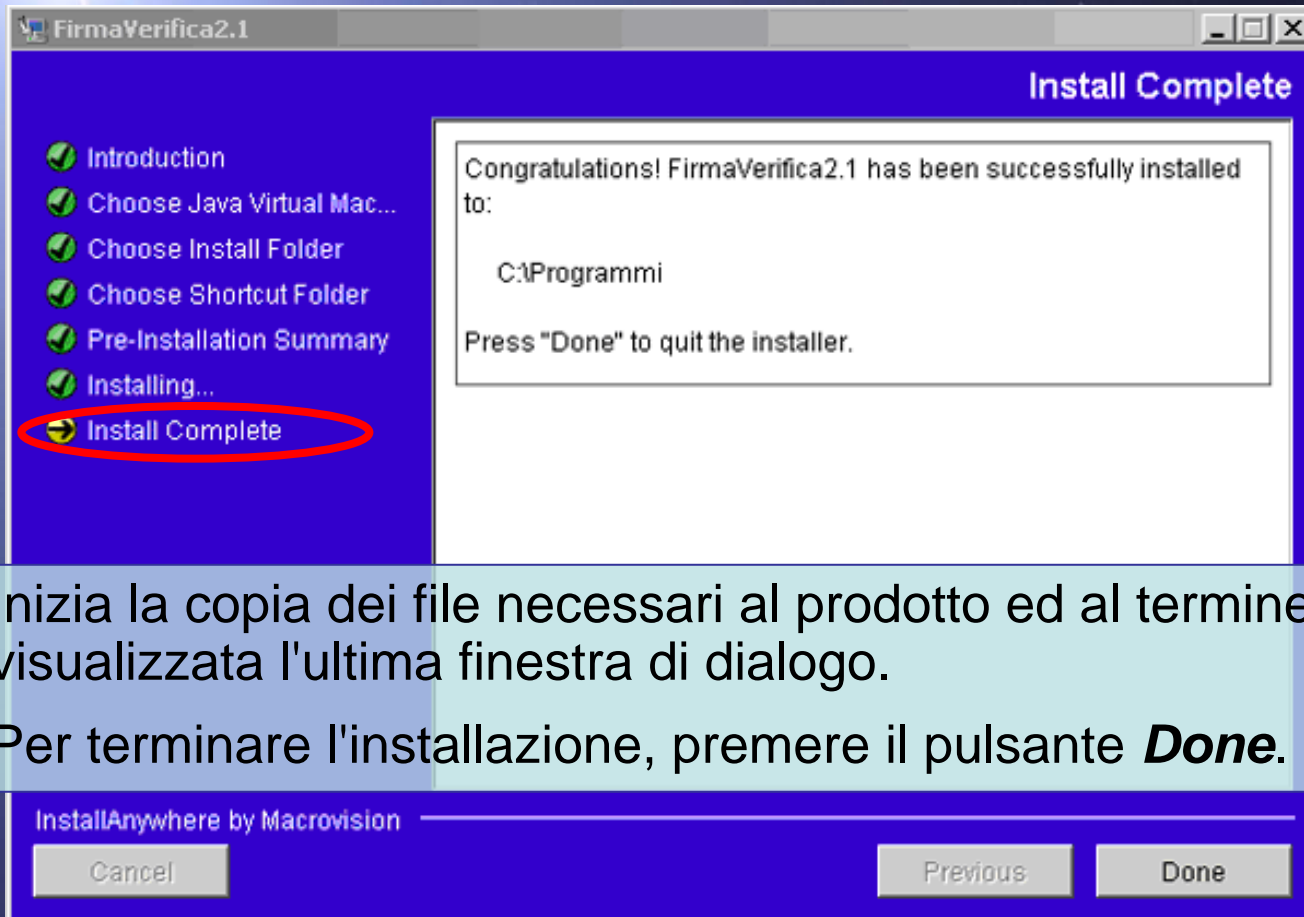 FirmaVerifica2.1
Install Complete
Introduction
Choose Java Virtual Mac...
Choose Install Folder
Choose Shortcut Folder
Pre-Installation Summary
Installing...
Install Complete
Congratulations! FirmaVerifica2.1 has been successfully installed
to:
C:\Programmi
Press "Done" to quit the installer.
nizia la copia dei file necessari al prodotto ed al termine
visualizzata l'ultima finestra di dialogo.
Per terminare l'installazione, premere il pulsante Done.
InstallAnywhere by Macrovision
Cancel
Previous
Done